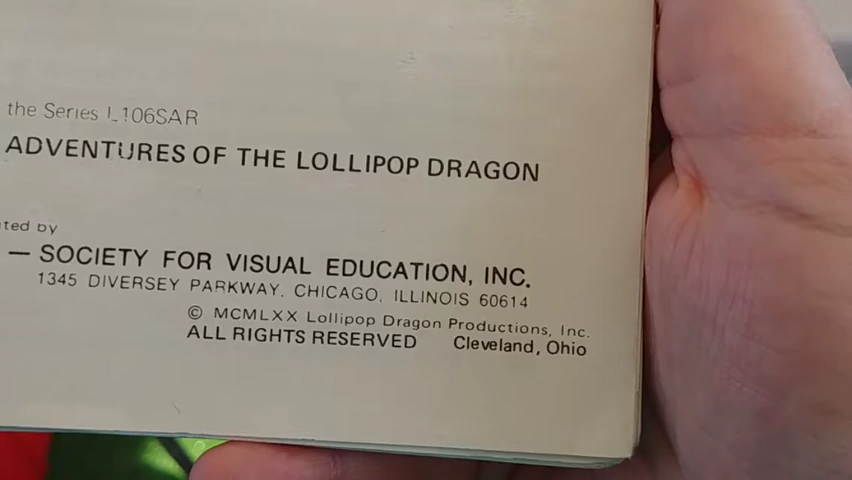 the Series L106SAR
ADVENTURES OF THE LOLLIPOP DRAGON
by
— SOCIETY FOR VISUAL EDUCATION, INC.
1345 DIVERSEY PARKWAY, CHICAGO, ILLINOIS 60614
© MCMLXX Lollipop Dragon Productions, Inc.
ALL RIGHTS RESERVED Cleveland, Ohio